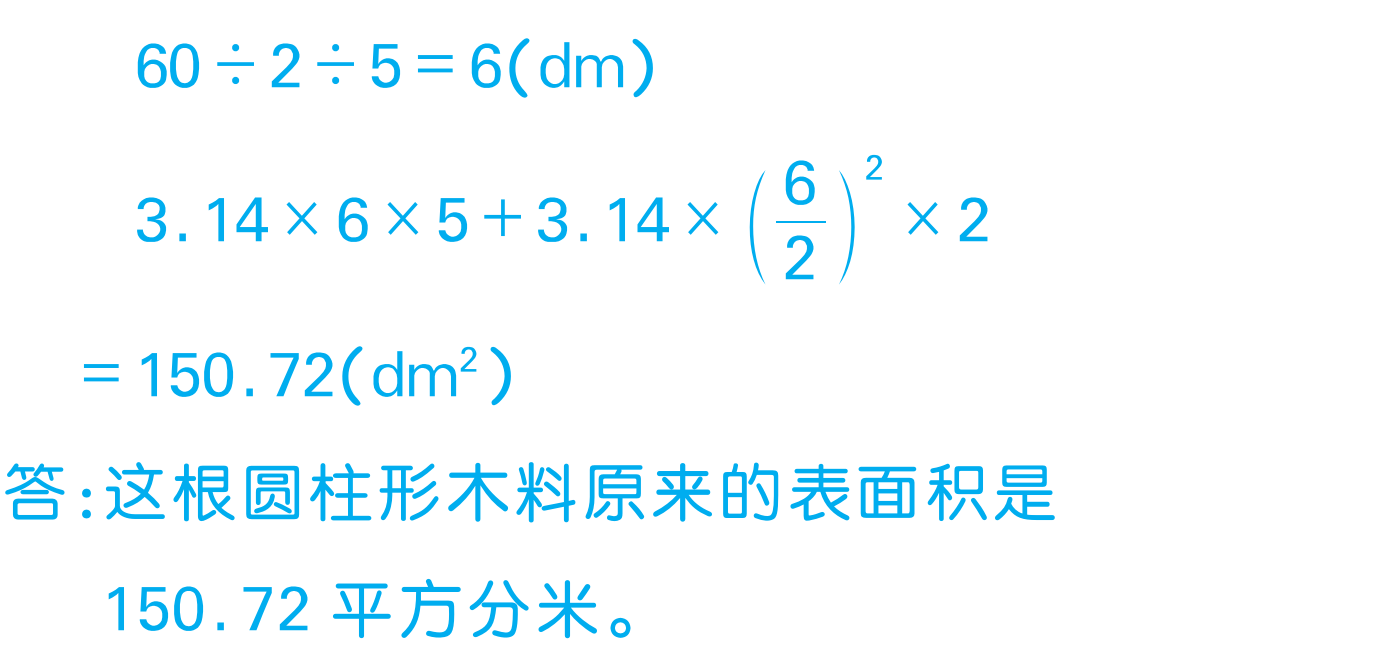 60÷2÷5=6(dm)
3.14×6×5+3.14×(6/2)²×2
=150.72(dm²)
答:这根圆柱形木料原来的表面积是
150.72平方分米。